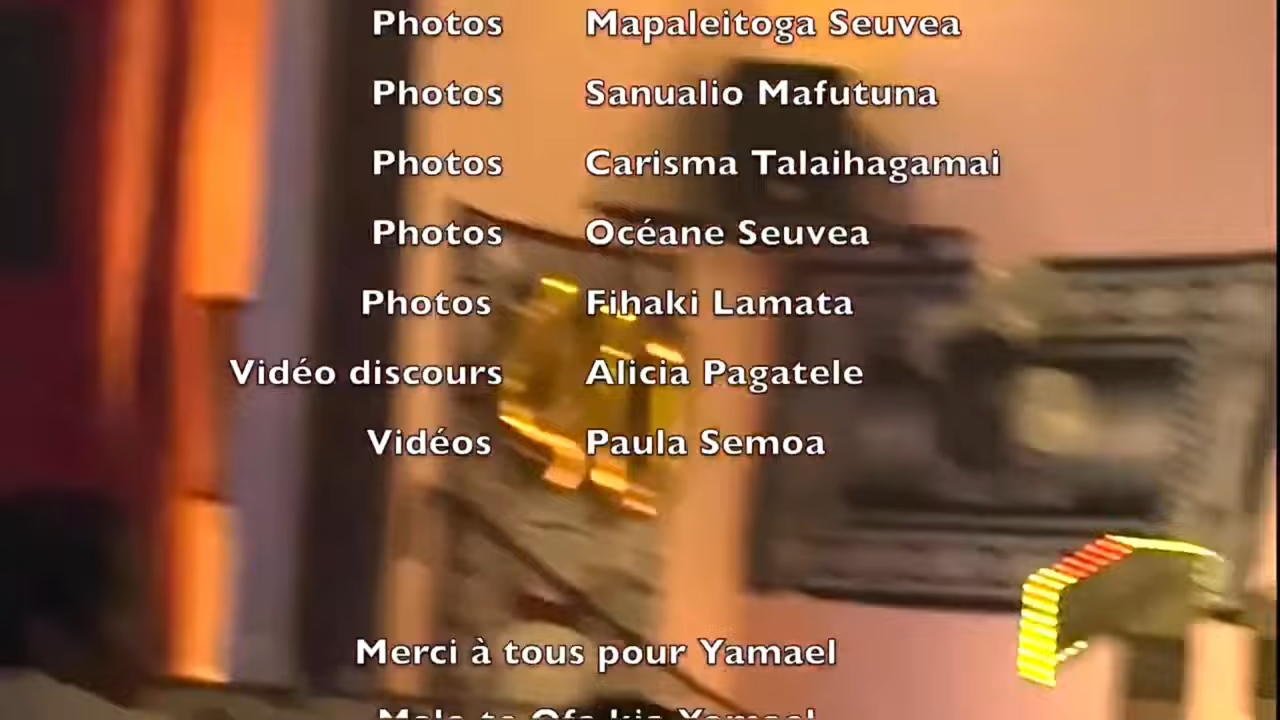 Photos Mapaleitoga Seuvea
Photos Sanualio Mafutuna
Photos Carisma Talaihagamai
Photos Océane Seuvea
Photos Fihaki Lamata
Vidéo discours Alicia Pagatele
Vidéos Paula Semoa
Merci à tous pour Yamael